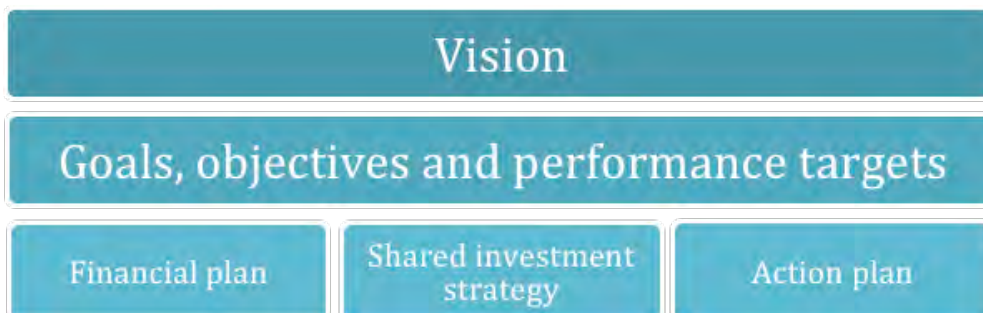 Vision
Goals, objectives and performance targets
Financial plan
Shared investment
strategy
Action plan